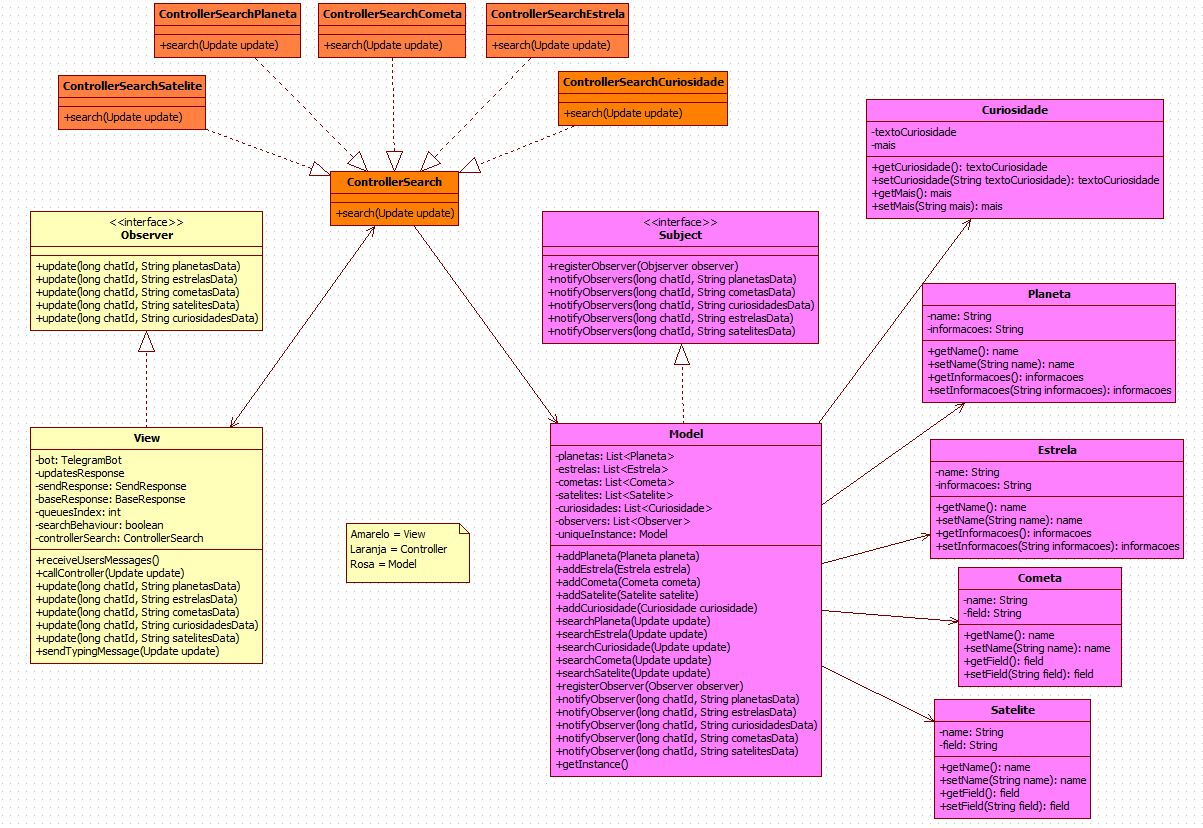 ControllerSearchPlaneta
+search(Update update)
ControllerSearchCometa
+search(Update update)
ControllerSearchEstrela
+search(Update update)
ControllerSearchSatelite
+search(Update update)
ControllerSearchCuriosidade
+search(Update update)
ControllerSearch
+search(Update update)
<<interface>>
Observer
+update(long chatId, String planetasData)
+update(long chatId, String estrelasData)
+update(long chatId, String cometasData)
+update(long chatId, String satelitesData)
+update(long chatId, String curiosidadesData)
<<interface>>
Subject
+registerObserver(Objserver observer)
+notifyObservers(long chatId, String planetasData)
+notifyObservers(long chatId, String cometasData)
+notifyObservers(long chatId, String curiosidadesData)
+notifyObservers(long chatId, String estrelasData)
+notifyObservers(long chatId, String satelitesData)
Curiosidade
-textoCuriosidade
-mais
+getCuriosidade(): textoCuriosidade
+setCuriosidade(String textoCuriosidade): textoCuriosidade
+getMais(): mais
+setMais(String mais): mais
Planeta
-name: String
-informacoes: String
+getName(): name
+setName(String name): name
+getInformacoes(): informacoes
+setInformacoes(String informacoes): informacoes
View
-bot: TelegramBot
-updatesResponse
-sendResponse: SendResponse
-baseResponse: BaseResponse
-queuesIndex: int
-searchBehaviour: boolean
-controllerSearch: ControllerSearch
+receiveUsersMessages()
+callController(Update update)
+update(long chatId, String planetasData)
+update(long chatId, String estrelasData)
+update(long chatId, String cometasData)
+update(long chatId, String curiosidadesData)
+update(long chatId, String satelitesData)
+sendTypingMessage(Update update)
Amarelo = View
Laranja = Controller
Rosa = Model
Model
-planetas: List<Planeta>
-estrelas: List<Estrela>
-cometas: List<Cometa>
-satelites: List<Satelite>
-curiosidades: List<Curiosidade>
-observers: List<Observer>
-uniqueInstance: Model
+addPlaneta(Planeta planeta)
+addEstrela(Estrela estrela)
+addCometa(Cometa cometa)
+addSatelite(Satelite satelite)
+addCuriosidade(Curiosidade curiosidade)
+searchPlaneta(Update update)
+searchEstrela(Update update)
+searchCuriosidade(Update update)
+searchCometa(Update update)
+searchSatelite(Update update)
+registerObserver(Observer observer)
+notifyObserver(long chatId, String planetasData)
+notifyObserver(long chatId, String estrelasData)
+notifyObserver(long chatId, String curiosidadesData)
+notifyObserver(long chatId, String cometasData)
+notifyObserver(long chatId, String satelitesData)
+getInstance()
Estrela
-name: String
-informacoes: String
+getName(): name
+setName(String name): name
+getInformacoes(): informacoes
+setInformacoes(String informacoes): informacoes
Cometa
-name: String
-field: String
+getName(): name
+setName(String name): name
+getField(): field
+setField(String field): field
Satelite
-name: String
-field: String
+getName(): name
+setName(String name): name
+getField(): field
+setField(String field): field